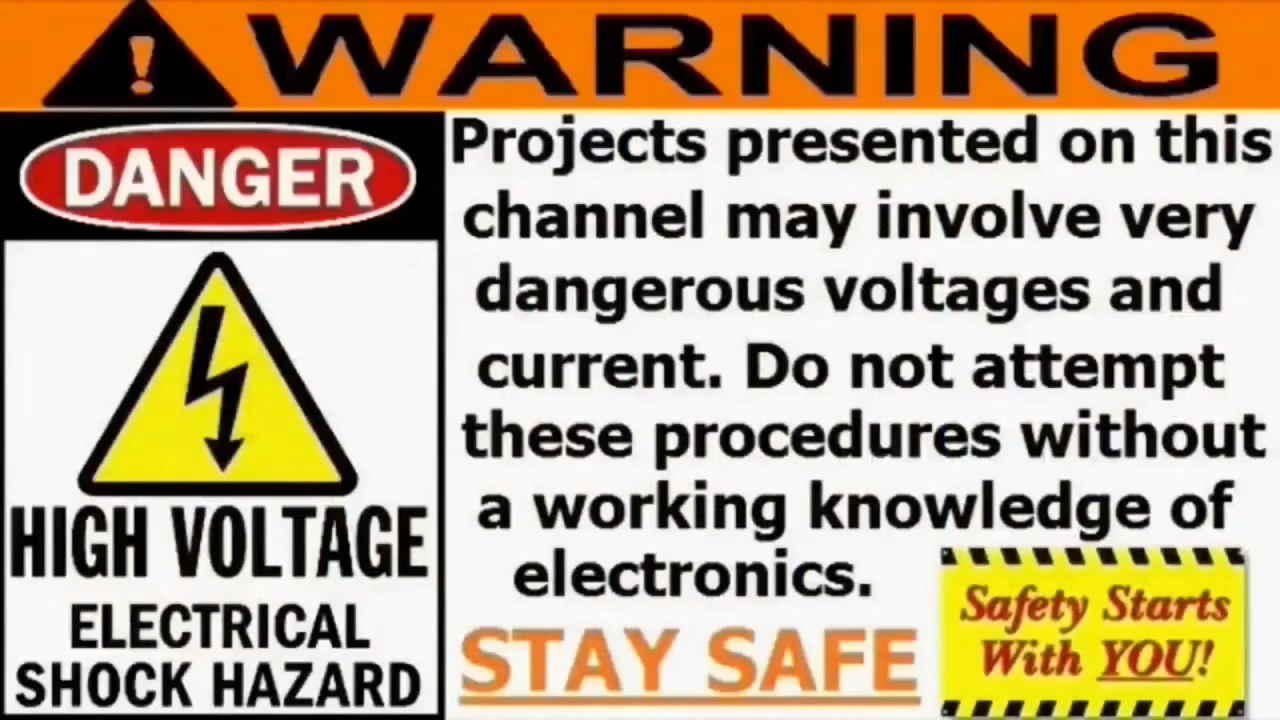 WARNING
DANGER
HIGH VOLTAGE
ELECTRICAL
SHOCK HAZARD
Projects presented on this
channel may involve very
dangerous voltages and
current. Do not attempt
these procedures without
a working knowledge of
electronics.
STAY SAFE
Safety Starts
With YOU!